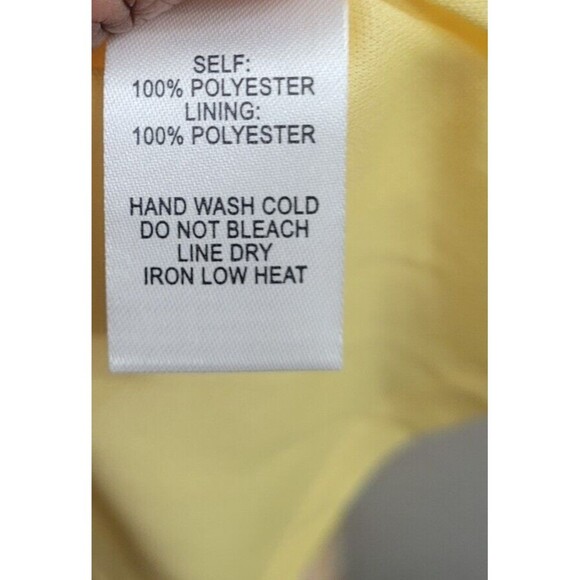 SELF:
100% POLYESTER
LINING:
100% POLYESTER
HAND WASH COLD
DO NOT BLEACH
LINE DRY
IRON LOW HEAT